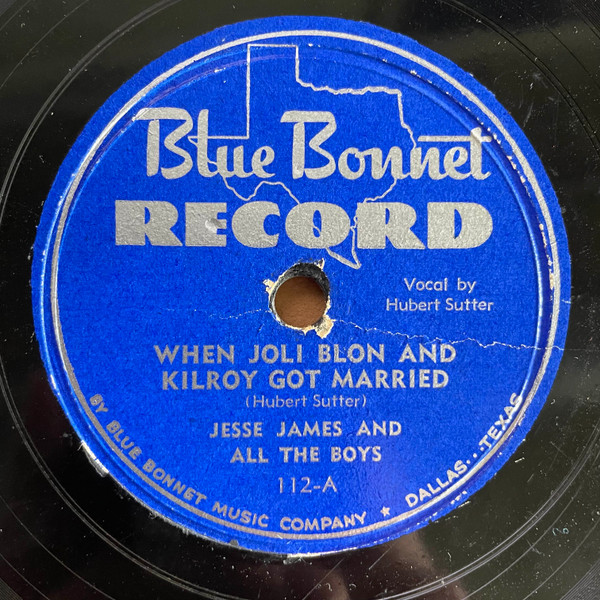 Blue Bonnet
RECORD
Vocal by
Hubert Sutter
WHEN JOLI BLON AND
KILROY GOT MARRIED
(Hubert Sutter)
JESSE JAMES AND
ALL THE BOYS
112-A
BY BLUE BONNET MUSIC COMPANY ★ DALLAS...TEXAS